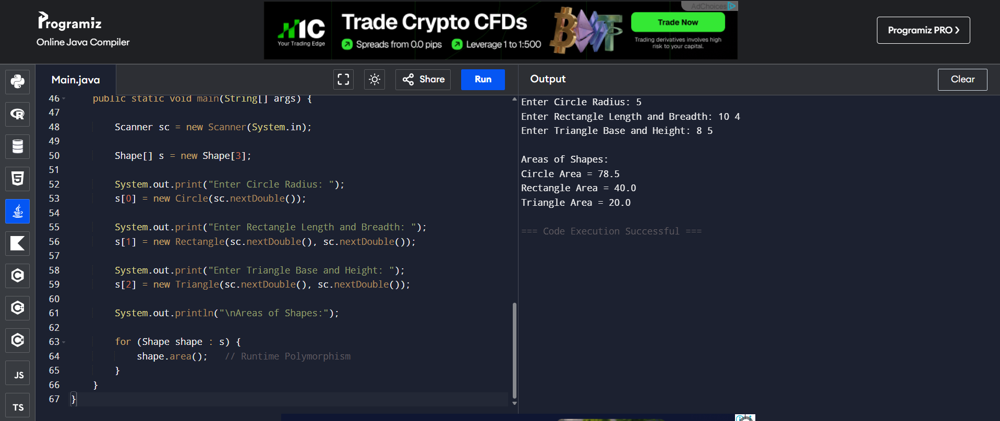 Programiz
Online Java Compiler
IC
Your Trading Edge
Trade Crypto CFDs
Spreads from 0.0 pips
Leverage 1 to 1:500
AdChoices
Trade Now
Trading derivatives involves high
risk to your capital.
Programiz PRO
Main.java
Share
Run
Output
Clear
46 public static void main(String[] args) {
47
48 Scanner sc = new Scanner(System.in);
49
50 Shape[] s = new Shape[3];
51
52 System.out.print("Enter Circle Radius: ");
53 s[0] = new Circle(sc.nextDouble());
54
55 System.out.print("Enter Rectangle Length and Breadth: ");
56 s[1] = new Rectangle(sc.nextDouble(), sc.nextDouble());
57
58 System.out.print("Enter Triangle Base and Height: ");
59 s[2] = new Triangle(sc.nextDouble(), sc.nextDouble());
60
61 System.out.println("\nAreas of Shapes:");
62
63 for (Shape shape : s) {
64 shape.area(); // Runtime Polymorphism
65 }
66 }
67 }
Enter Circle Radius: 5
Enter Rectangle Length and Breadth: 10 4
Enter Triangle Base and Height: 8 5
Areas of Shapes:
Circle Area = 78.5
Rectangle Area = 40.0
Triangle Area = 20.0
=== Code Execution Successful ===
JS
TS